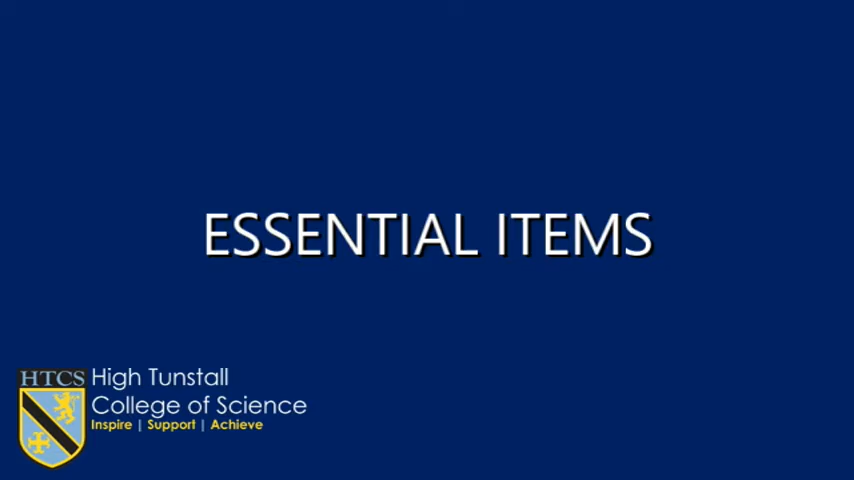 ESSENTIAL ITEMS
HTCS
High Tunstall
College of Science
Inspire | Support | Achieve